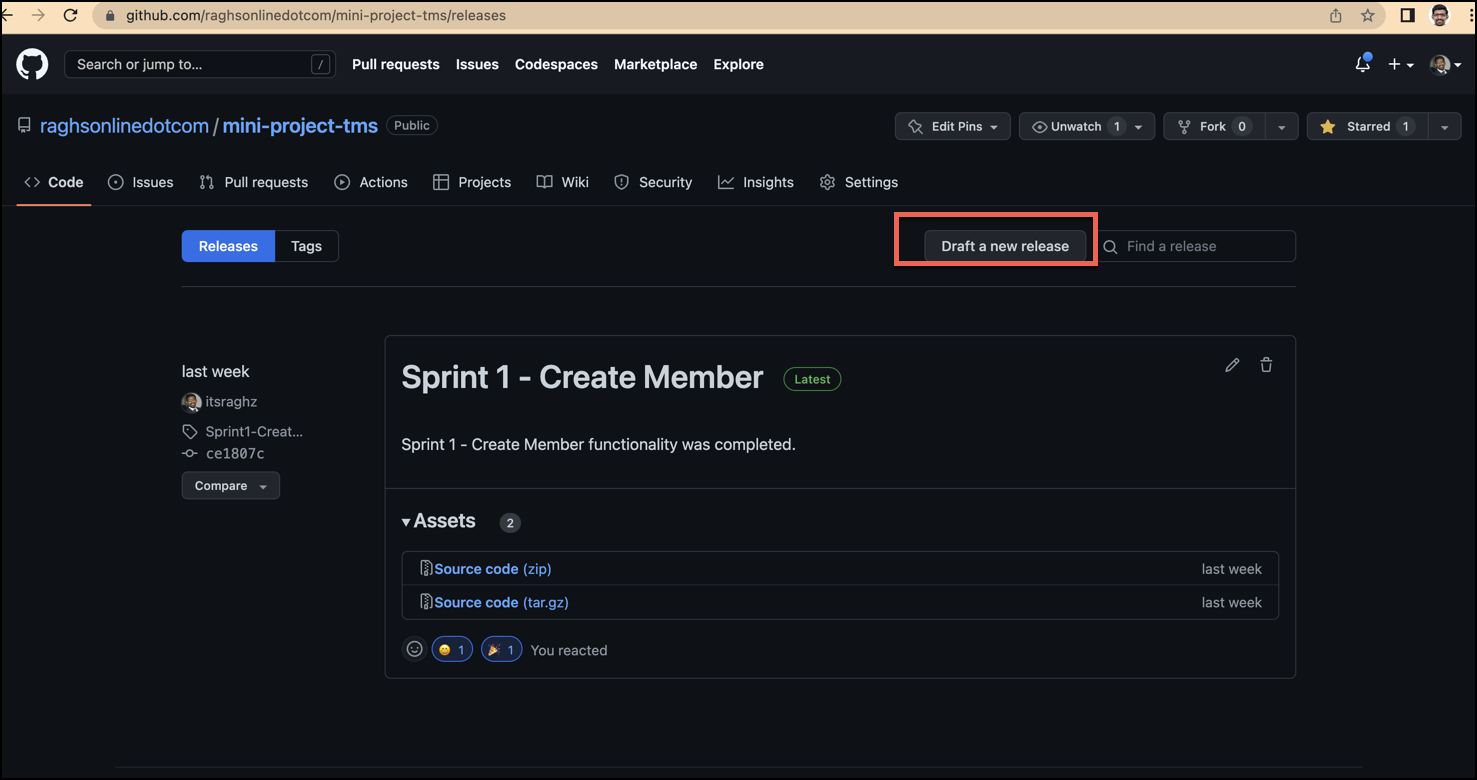 github.com/raghsonlinedotcom/mini-project-tms/releases
Search or jump to... /
Pull requests Issues Codespaces Marketplace Explore
raghsonlinedotcom / mini-project-tms Public
Edit Pins Unwatch 1 Fork 0 Starred 1
<> Code Issues Pull requests Actions Projects Wiki Security Insights Settings
Releases Tags Draft a new release Find a release
last week
itsraghz
Sprint1-Creat...
ce1807c
Compare
Sprint 1 - Create Member Latest
Sprint 1 - Create Member functionality was completed.
Assets 2
Source code (zip) last week
Source code (tar.gz) last week
😄 1 🎉 1 You reacted